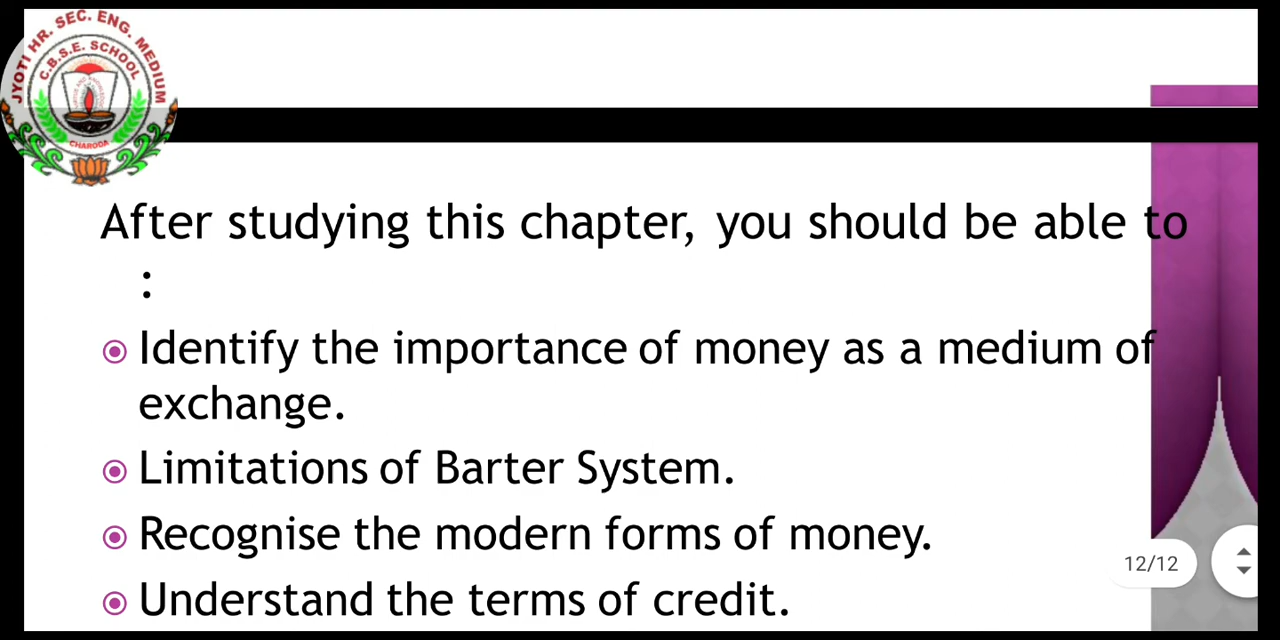 JYOTI HR. SEC. ENG. MEDIUM
C.B.S.E. SCHOOL
CHARODA
After studying this chapter, you should be able to
:
Identify the importance of money as a medium of
exchange.
Limitations of Barter System.
Recognise the modern forms of money.
12/12
Understand the terms of credit.